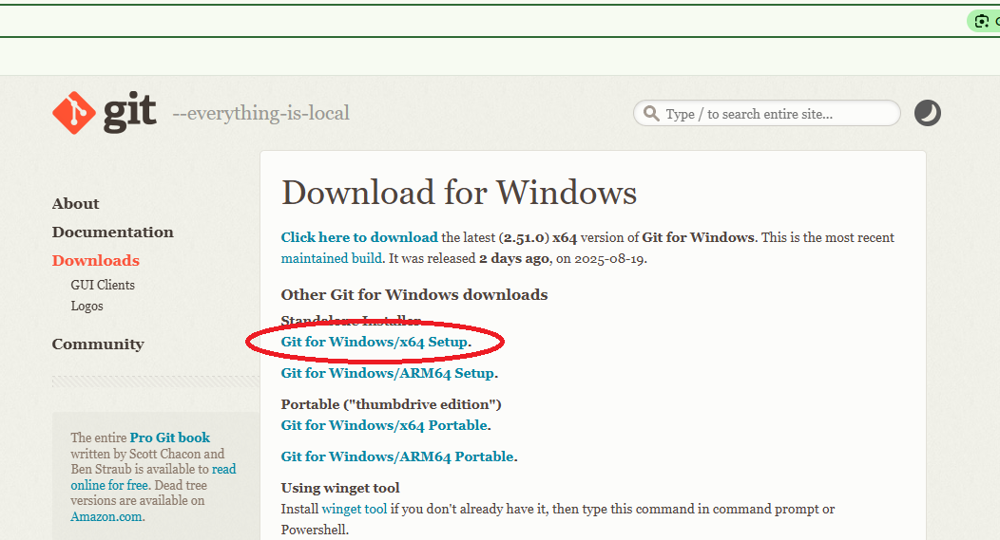 git --everything-is-local
Type / to search entire site...
About
Documentation
Downloads
GUI Clients
Logos
Community
The entire Pro Git book
written by Scott Chacon and
Ben Straub is available to read
online for free. Dead tree
versions are available on
Amazon.com.
Download for Windows
Click here to download the latest (2.51.0) x64 version of Git for Windows. This is the most recent
maintained build. It was released 2 days ago, on 2025-08-19.
Other Git for Windows downloads
Standalone Installer
Git for Windows/x64 Setup.
Git for Windows/ARM64 Setup.
Portable ("thumbdrive edition")
Git for Windows/x64 Portable.
Git for Windows/ARM64 Portable.
Using winget tool
Install winget tool if you don't already have it, then type this command in command prompt or
Powershell.